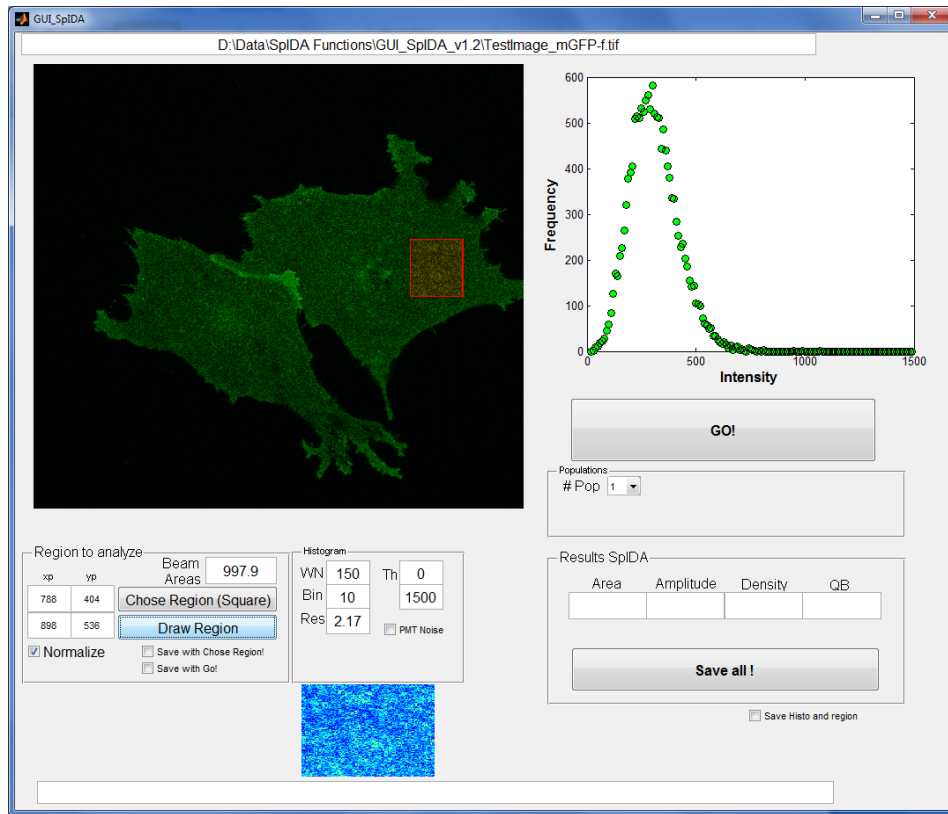 GUI_SpIDA
D:\Data\SpIDA Functions\GUI_SpIDA_v1.2\TestImage_mGFP-f.tif
600
500
400
300
200
100
0
Frequency
0 500 1000 1500
Intensity
GO!
Populations
# Pop 1
Region to analyze
xp yp Beam Areas 997.9
788 404 Chose Region (Square)
898 536 Draw Region
Normalize
Save with Chose Region!
Save with Go!
Histogram
WN 150 Th 0
Bin 10 1500
Res 2.17 PMT Noise
Results SpIDA
Area Amplitude Density QB
Save all !
Save Histo and region